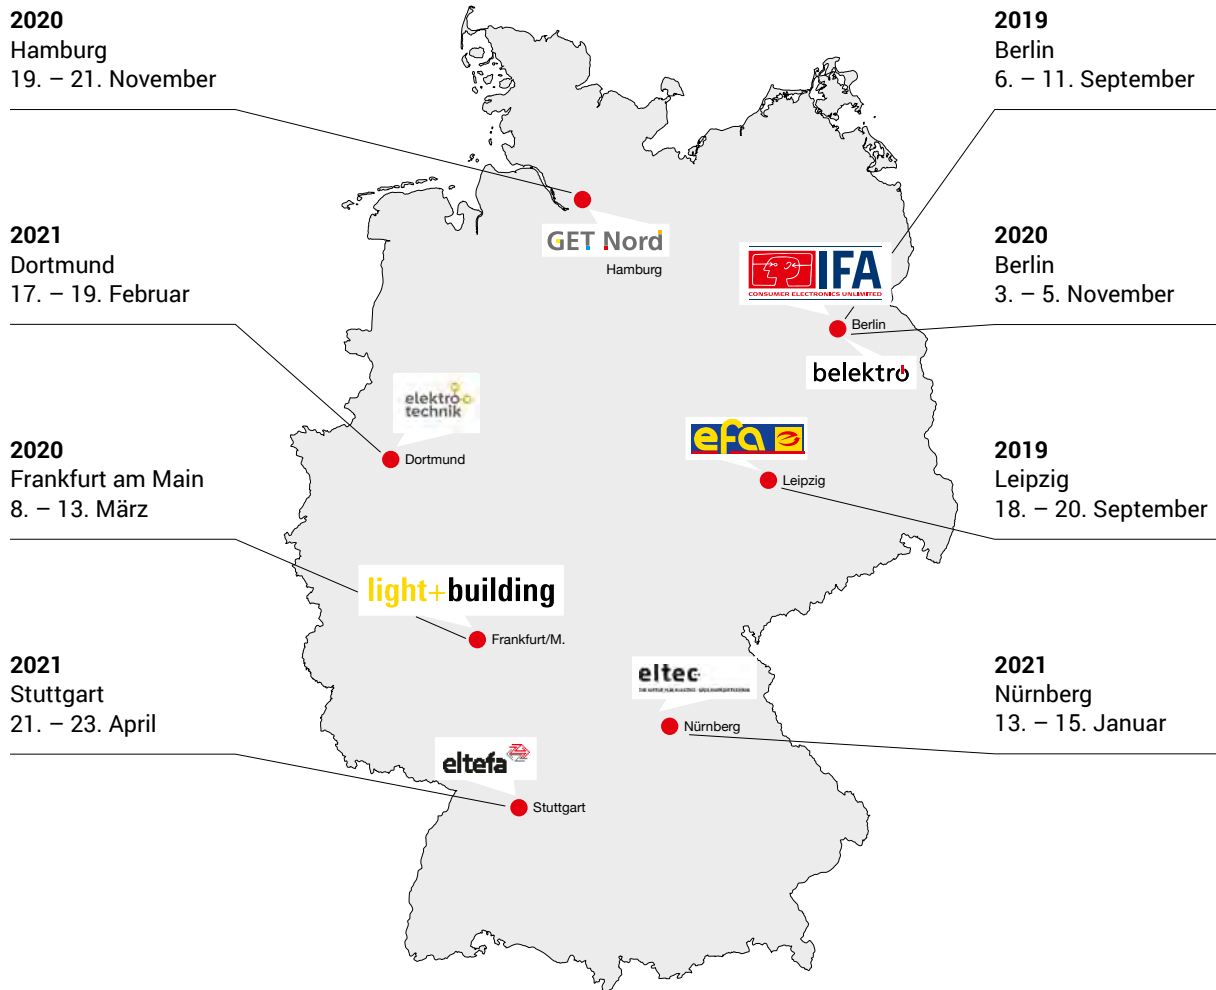 2020
Hamburg
19. – 21. November
2021
Dortmund
17. – 19. Februar
2020
Frankfurt am Main
8. – 13. März
2021
Stuttgart
21. – 23. April
GET Nord
Hamburg
IFA
CONSUMER ELECTRONICS UNLIMITED
Berlin
belektro
elektro
technik
Dortmund
efa
Leipzig
light+building
Frankfurt/M.
eltec
Nürnberg
eltefa
Stuttgart
2019
Berlin
6. – 11. September
2020
Berlin
3. – 5. November
2019
Leipzig
18. – 20. September
2021
Nürnberg
13. – 15. Januar